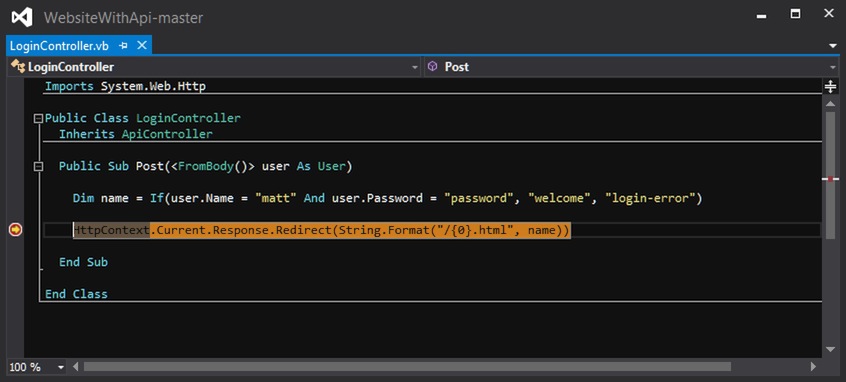 WebsiteWithApi-master
LoginController.vb
LoginController Post
Imports System.Web.Http
Public Class LoginController
Inherits ApiController
Public Sub Post(<FromBody()> user As User)
Dim name = If(user.Name = "matt" And user.Password = "password", "welcome", "login-error")
HttpContext.Current.Response.Redirect(String.Format("/{0}.html", name))
End Sub
End Class
100 %